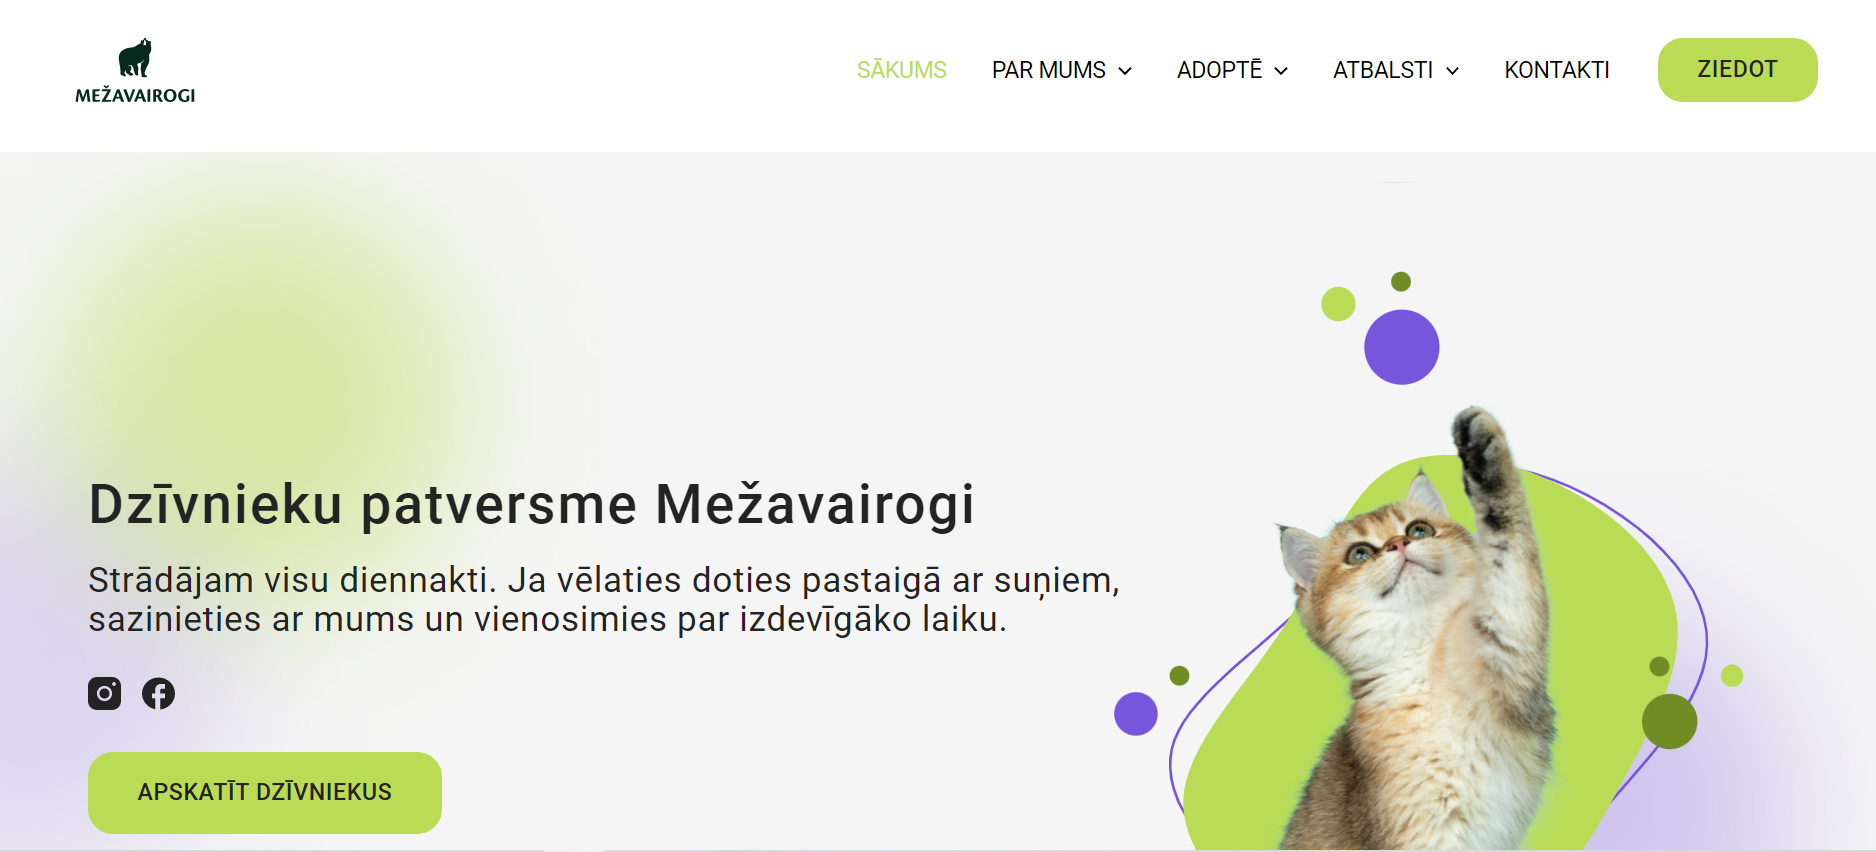 MEŽAVAIROGI
SĀKUMS
PAR MUMS
ADOPTĒ
ATBALSTI
KONTAKTI
ZIEDOT
Dzīvnieku patversme Mežavairogi
Strādājam visu diennakti. Ja vēlaties doties pastaigā ar suņiem,
sazinieties ar mums un vienosimies par izdevīgāko laiku.
APSKATĪT DZĪVNIEKUS